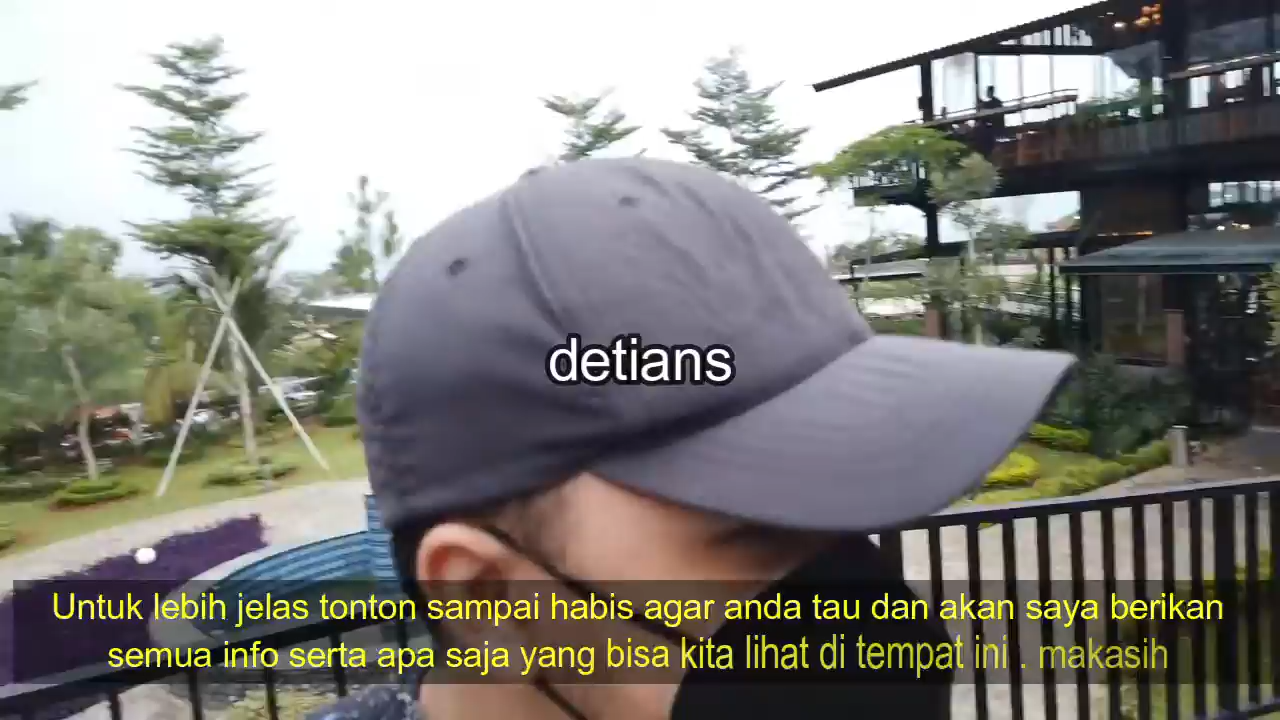 detians
Untuk lebih jelas tonton sampai habis agar anda tau dan akan saya berikan
semua info serta apa saja yang bisa kita lihat di tempat ini . makasih